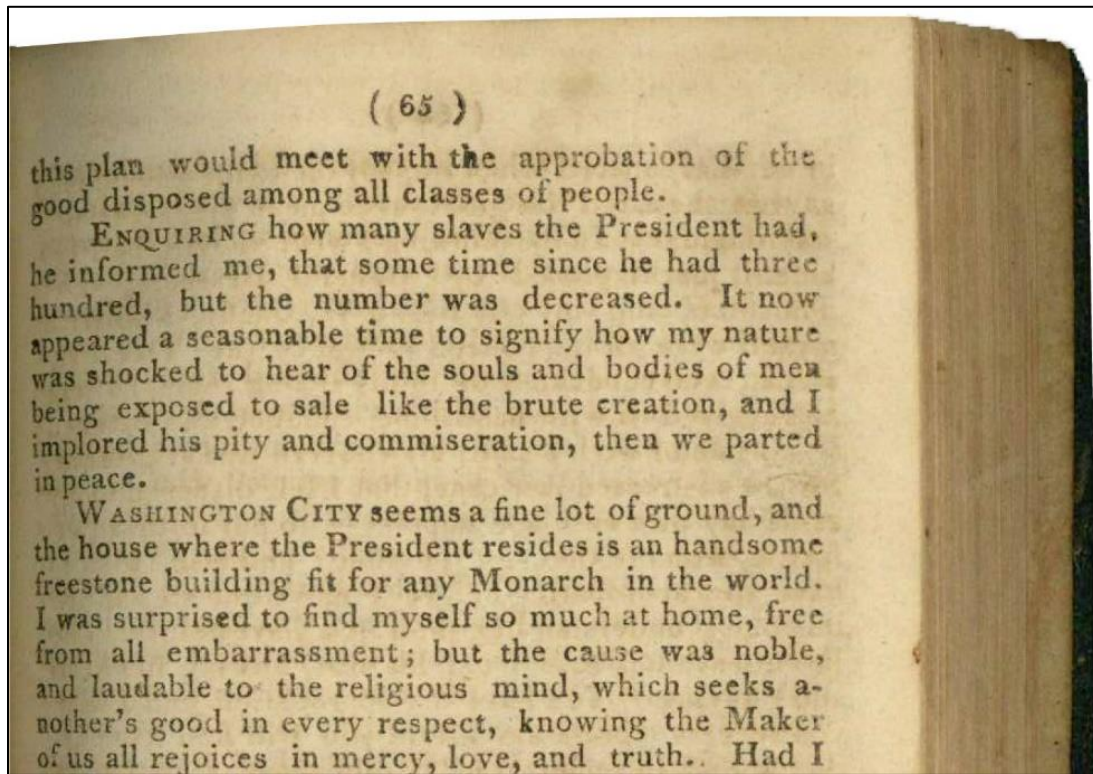 ( 65 )
this plan would meet with the approbation of the
good disposed among all classes of people.
ENQUIRING how many slaves the President had,
he informed me, that some time since he had three
hundred, but the number was decreased. It now
appeared a seasonable time to signify how my nature
was shocked to hear of the souls and bodies of men
being exposed to sale like the brute creation, and I
implored his pity and commiseration, then we parted
in peace.
WASHINGTON CITY seems a fine lot of ground, and
the house where the President resides is an handsome
freestone building fit for any Monarch in the world.
I was surprised to find myself so much at home, free
from all embarrassment; but the cause was noble,
and laudable to the religious mind, which seeks a-
nother's good in every respect, knowing the Maker
of us all rejoices in mercy, love, and truth.. Had I